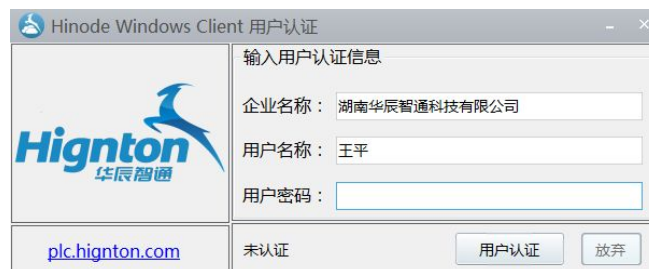 Hinode Windows Client 用户认证
输入用户认证信息
企业名称： 湖南华辰智通科技有限公司
用户名称： 王平
用户密码：
Hignton
华辰智通
plc.hignton.com
未认证 用户认证 放弃